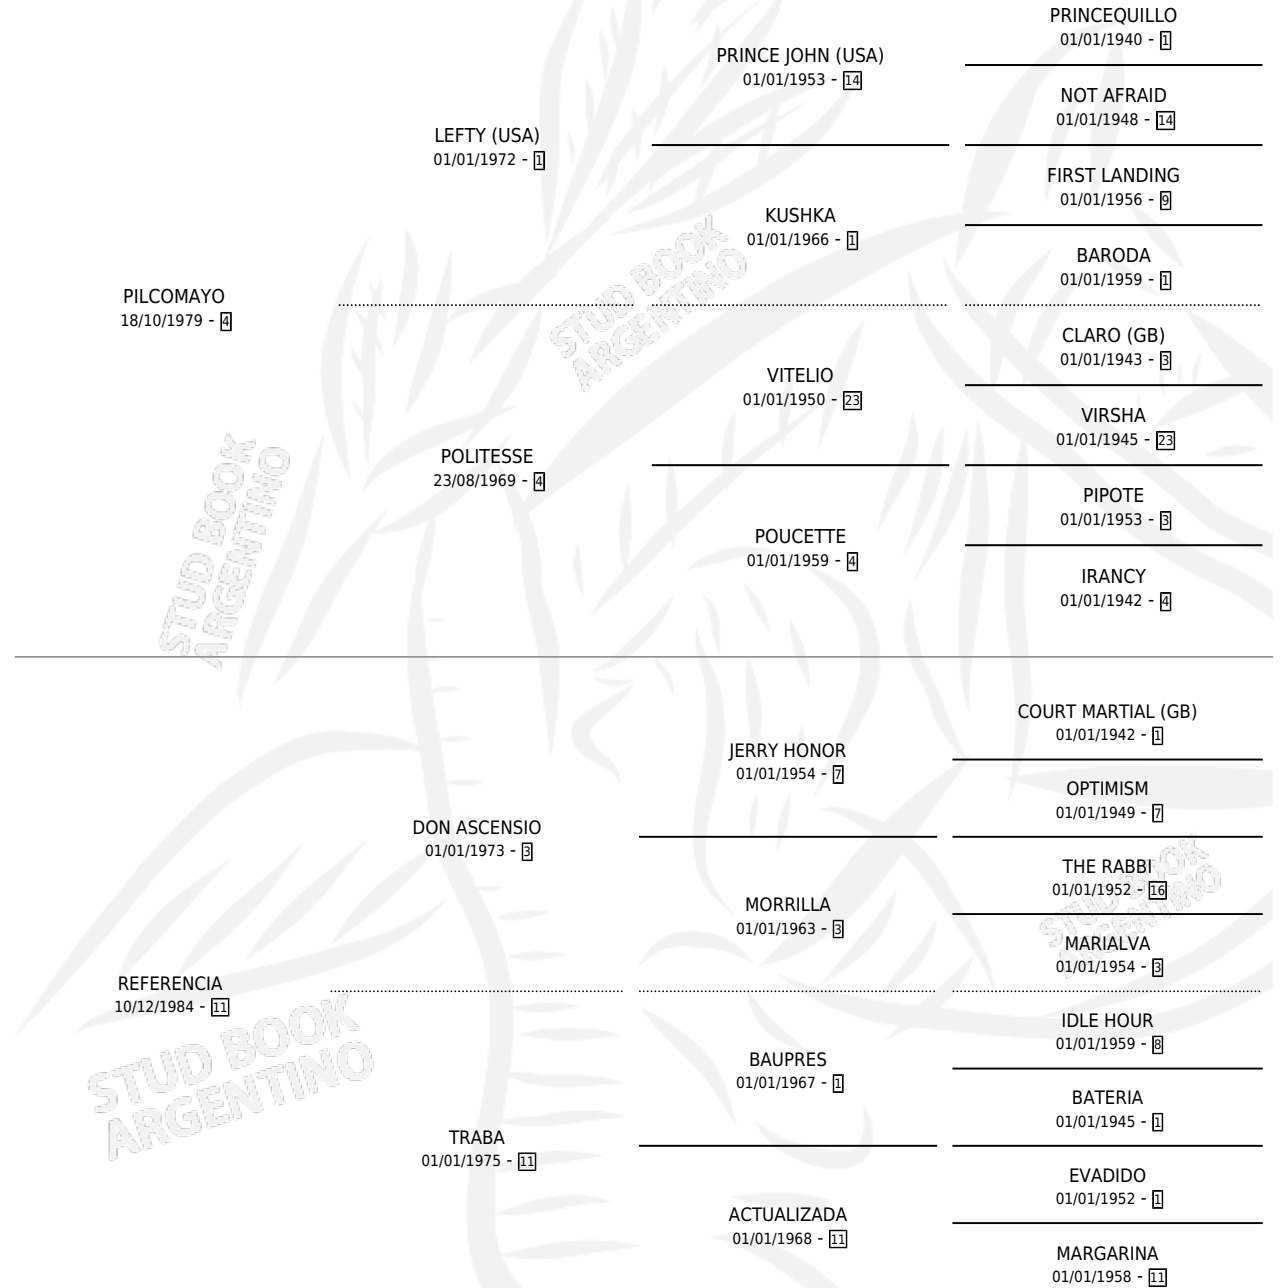 PRINCEQUILLO
01/01/1940 - 1
PRINCE JOHN (USA)
01/01/1953 - 14
NOT AFRAID
01/01/1948 - 14
LEFTY (USA)
01/01/1972 - 1
FIRST LANDING
01/01/1956 - 9
KUSHKA
01/01/1966 - 1
BARODA
01/01/1959 - 1
PILCOMAYO
18/10/1979 - 4
CLARO (GB)
01/01/1943 - 3
VITELIO
01/01/1950 - 23
VIRSHA
01/01/1945 - 23
POLITESSE
23/08/1969 - 4
PIPOTE
01/01/1953 - 3
POUCETTE
01/01/1959 - 4
IRANCY
01/01/1942 - 4
COURT MARTIAL (GB)
01/01/1942 - 1
JERRY HONOR
01/01/1954 - 7
OPTIMISM
01/01/1949 - 7
DON ASCENSIO
01/01/1973 - 3
THE RABBI
01/01/1952 - 16
MORRILLA
01/01/1963 - 3
MARIALVA
01/01/1954 - 3
REFERENCIA
10/12/1984 - 11
IDLE HOUR
01/01/1959 - 8
BAUPRES
01/01/1967 - 1
BATERIA
01/01/1945 - 1
TRABA
01/01/1975 - 11
EVADIDO
01/01/1952 - 1
ACTUALIZADA
01/01/1968 - 11
MARGARINA
01/01/1958 - 11
STUD BOOK
ARGENTINO
STUD BOOK
ARGENTINO
STUD BOOK
ARGENTINO
STUD BOOK
ARGENTINO